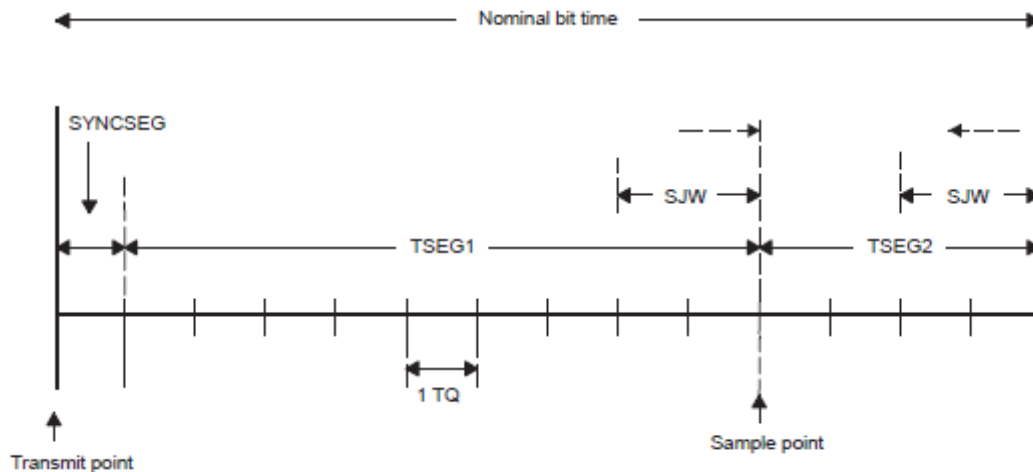 Nominal bit time
SYNCSEG
SJW
SJW
TSEG1
TSEG2
1 TQ
Sample point
Transmit point